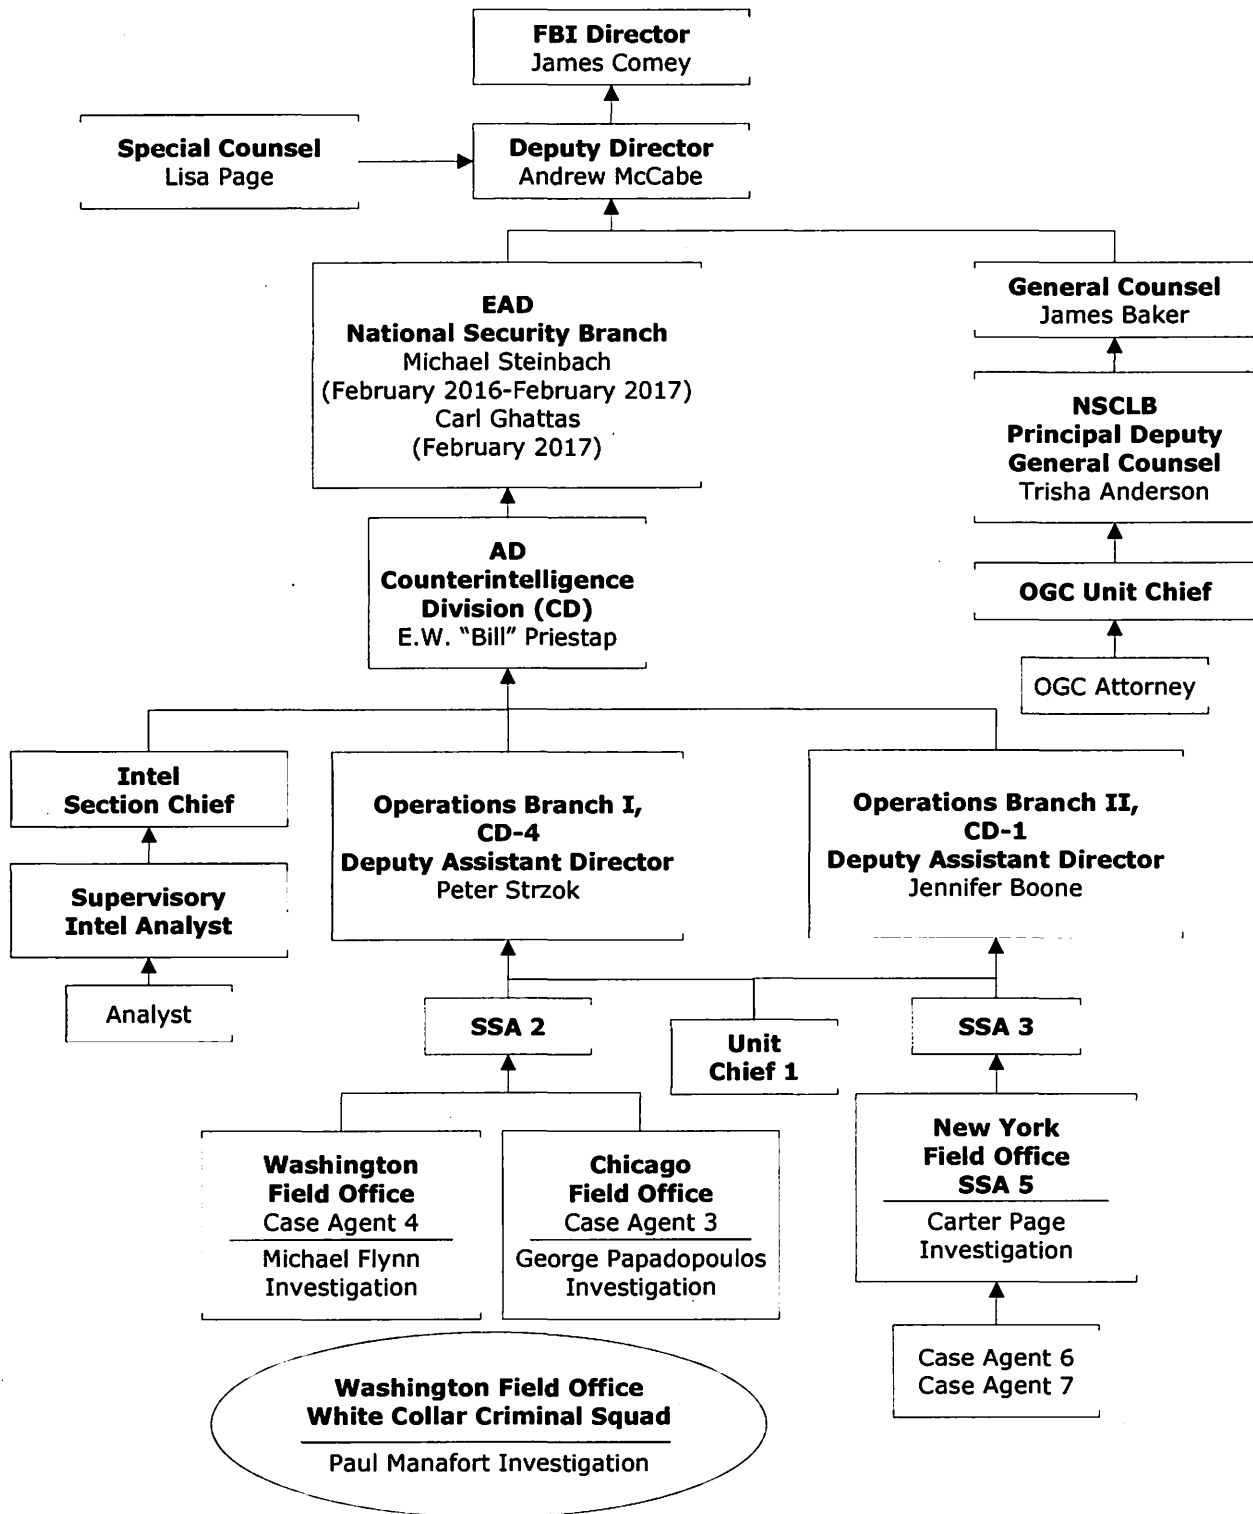 FBI Director
James Comey
Special Counsel
Lisa Page
Deputy Director
Andrew McCabe
EAD
National Security Branch
Michael Steinbach
(February 2016-February 2017)
Carl Ghattas
(February 2017)
General Counsel
James Baker
NSCLB
Principal Deputy
General Counsel
Trisha Anderson
OGC Unit Chief
OGC Attorney
AD
Counterintelligence
Division (CD)
E.W. “Bill” Priestap
Intel
Section Chief
Supervisory
Intel Analyst
Analyst
Operations Branch I,
CD-4
Deputy Assistant Director
Peter Strzok
Operations Branch II,
CD-1
Deputy Assistant Director
Jennifer Boone
SSA 2
Unit
Chief 1
SSA 3
Washington
Field Office
Case Agent 4
Michael Flynn
Investigation
Chicago
Field Office
Case Agent 3
George Papadopoulos
Investigation
New York
Field Office
SSA 5
Carter Page
Investigation
Case Agent 6
Case Agent 7
Washington Field Office
White Collar Criminal Squad
Paul Manafort Investigation